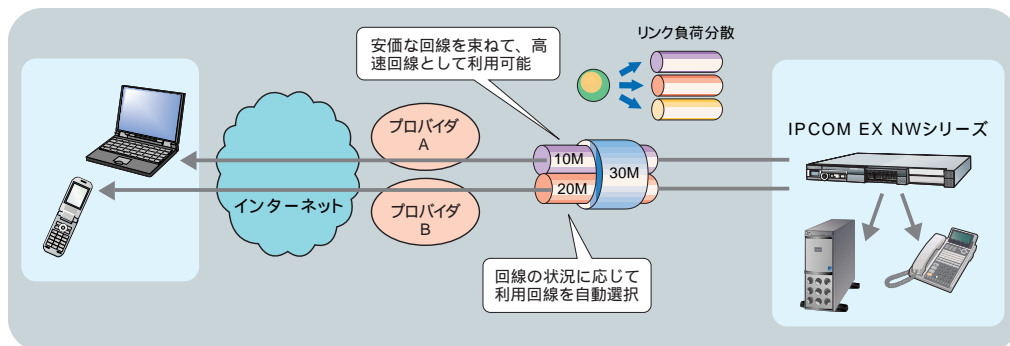 リンク負荷分散
安価な回線を束ねて、高
速回線として利用可能
IPCOM EX NWシリーズ
プロバイダ
A
10M
30M
20M
インターネット
プロバイダ
B
回線の状況に応じて
利用回線を自動選択